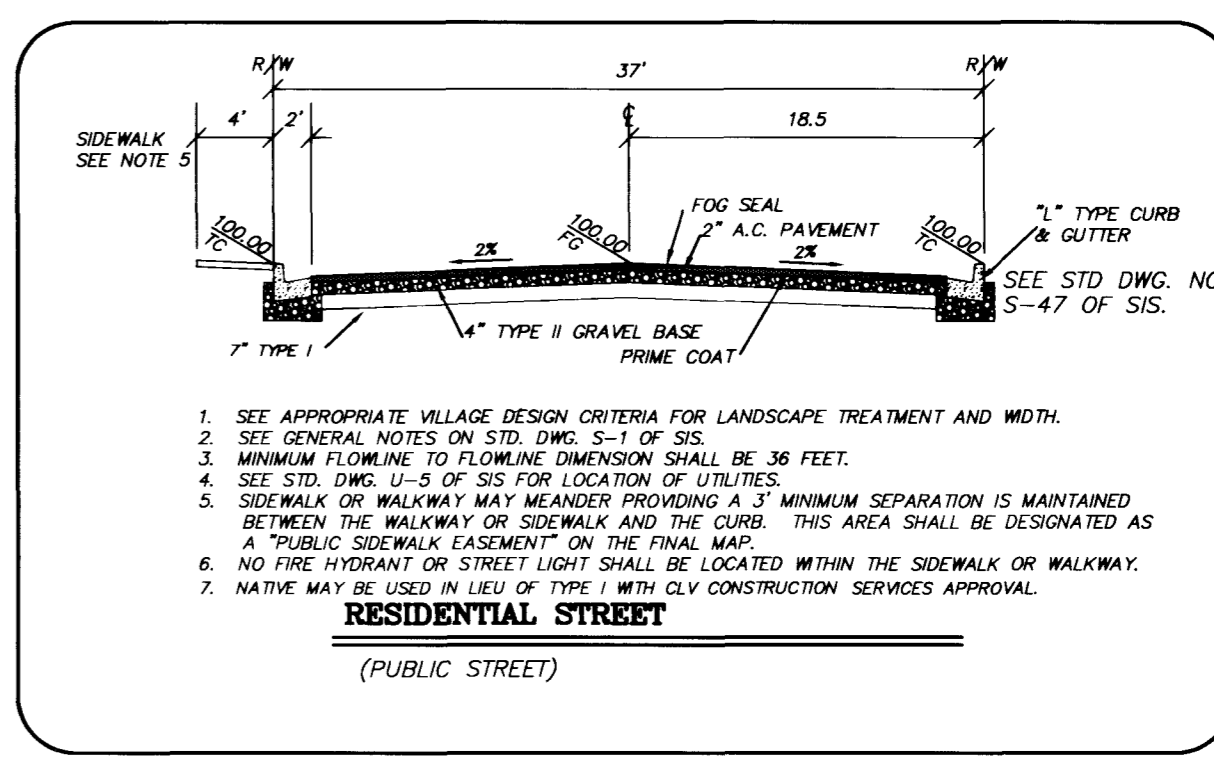 R/W
37'
R/W
4'
2'
℄
18.5
SIDEWALK
SEE NOTE 5
FOG SEAL
2" A.C. PAVEMENT
"L" TYPE CURB
& GUTTER
100.00
TC
100.00
FG
100.00
TC
2%
2%
SEE STD DWG. NO
S-47 OF SIS.
7" TYPE I
4" TYPE II GRAVEL BASE
PRIME COAT
1. SEE APPROPRIATE VILLAGE DESIGN CRITERIA FOR LANDSCAPE TREATMENT AND WIDTH.
2. SEE GENERAL NOTES ON STD. DWG. S-1 OF SIS.
3. MINIMUM FLOWLINE TO FLOWLINE DIMENSION SHALL BE 36 FEET.
4. SEE STD. DWG. U-5 OF SIS FOR LOCATION OF UTILITIES.
5. SIDEWALK OR WALKWAY MAY MEANDER PROVIDING A 3' MINIMUM SEPARATION IS MAINTAINED
BETWEEN THE WALKWAY OR SIDEWALK AND THE CURB. THIS AREA SHALL BE DESIGNATED AS
A "PUBLIC SIDEWALK EASEMENT" ON THE FINAL MAP.
6. NO FIRE HYDRANT OR STREET LIGHT SHALL BE LOCATED WITHIN THE SIDEWALK OR WALKWAY.
7. NATIVE MAY BE USED IN LIEU OF TYPE I WITH CLV CONSTRUCTION SERVICES APPROVAL.
RESIDENTIAL STREET
(PUBLIC STREET)